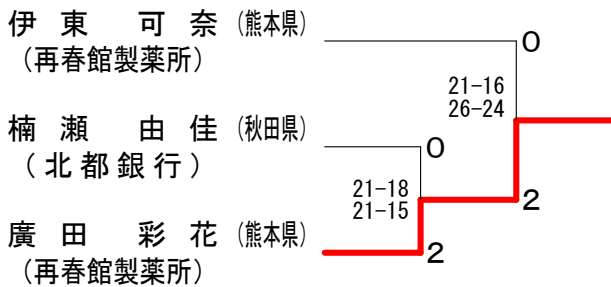 伊東 可奈 (熊本県)
(再春館製薬所)
0
21-16
26-24
楠瀬 由佳 (秋田県)
(北都銀行)
0
21-18
21-15
2
廣田 彩花 (熊本県)
(再春館製薬所)
2